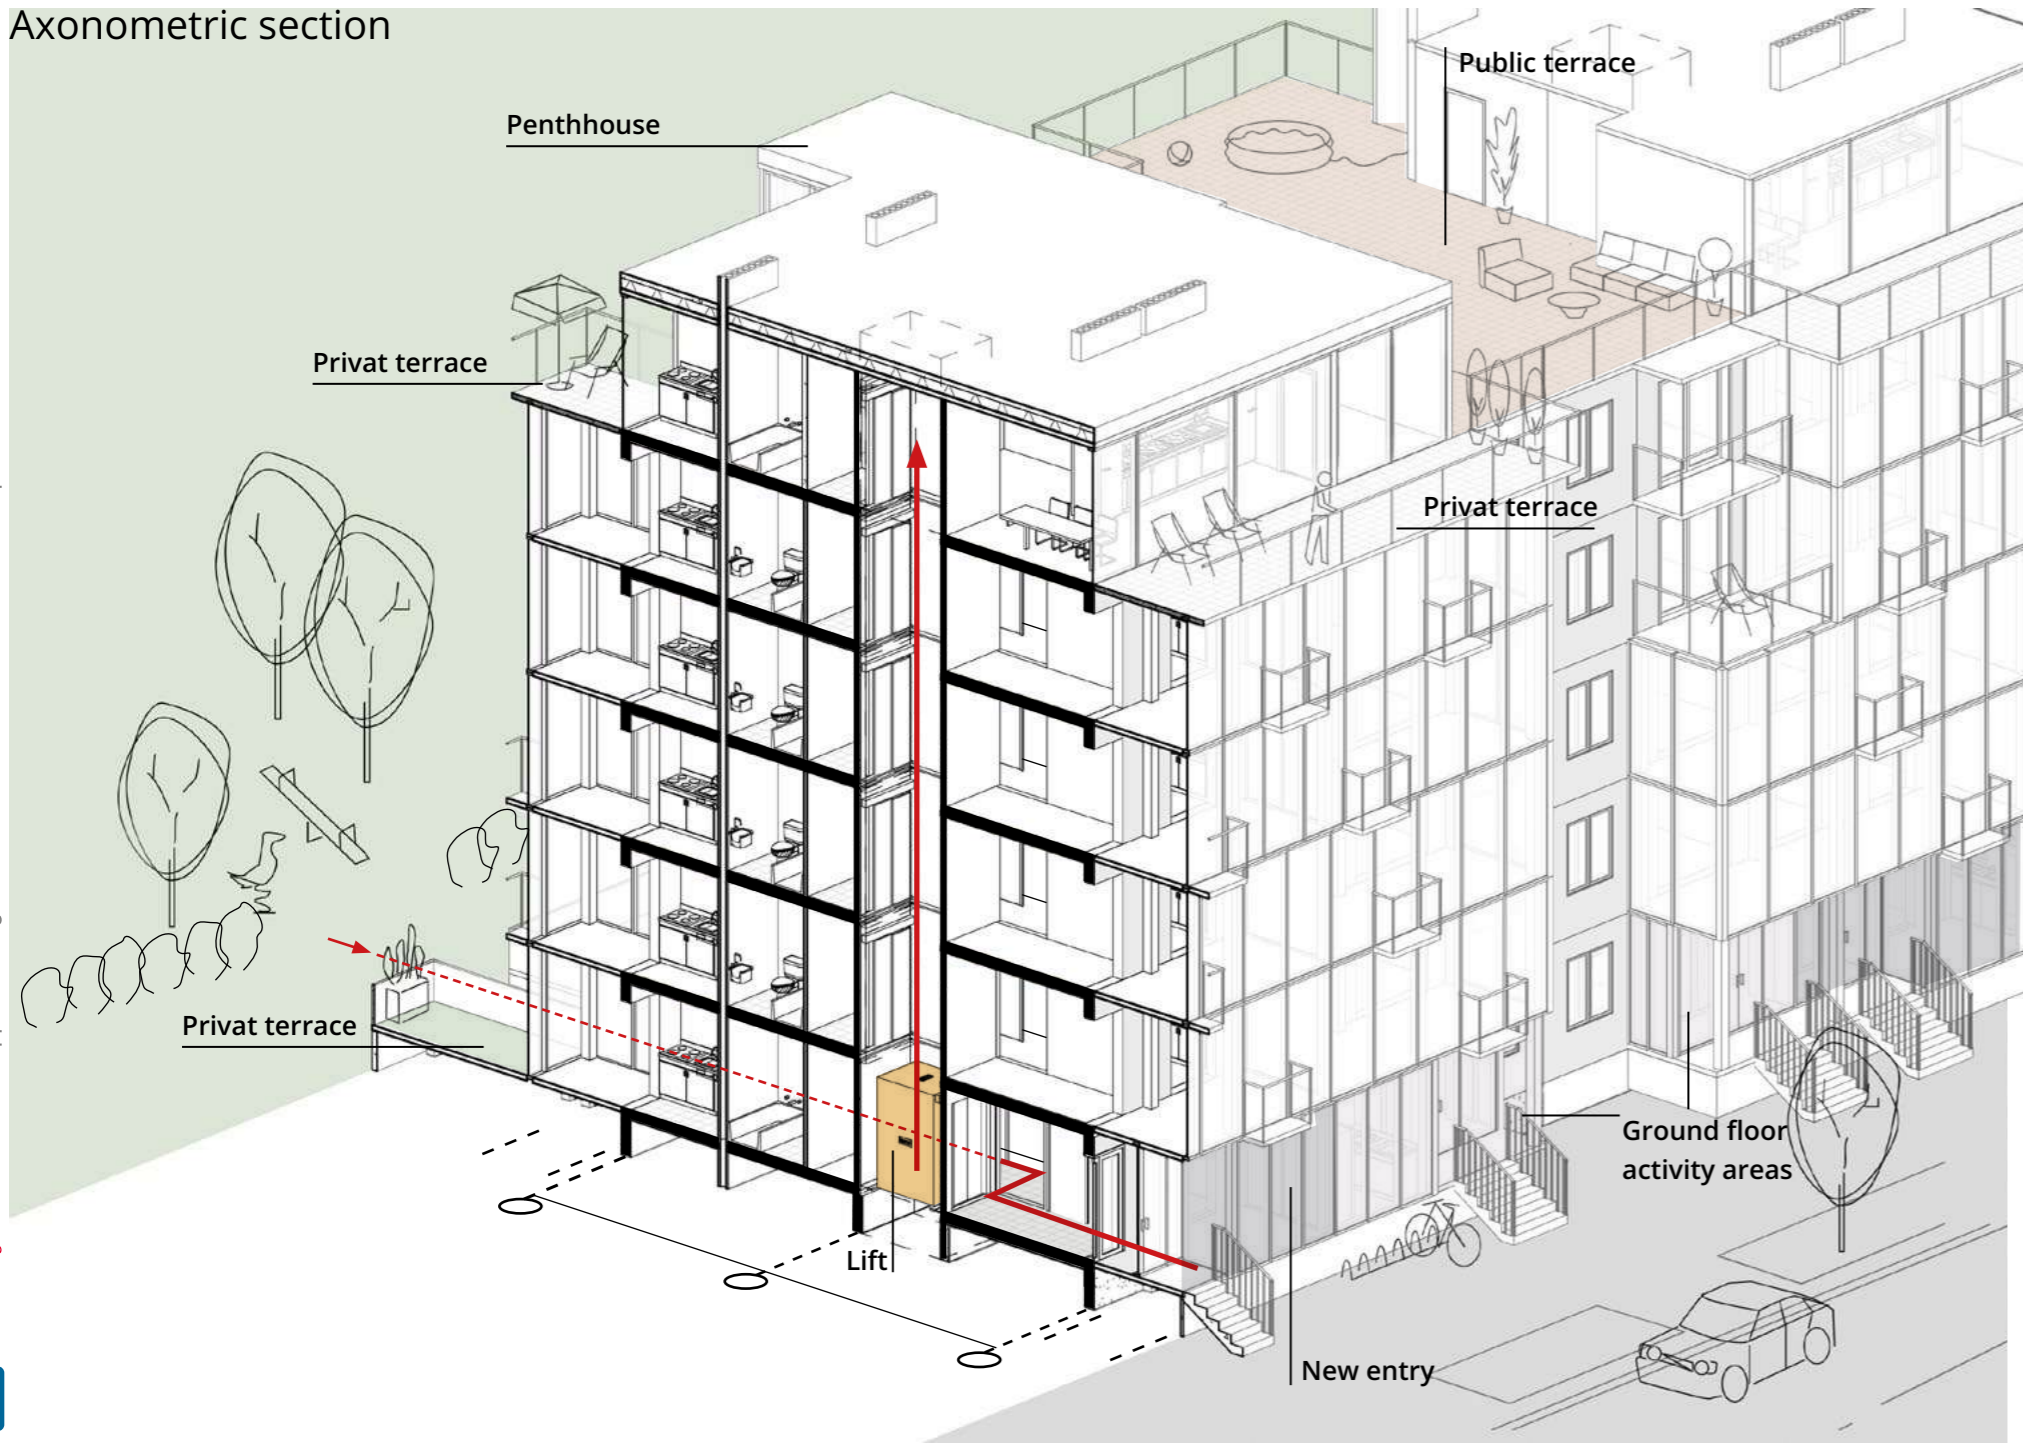 Axonometric section
Public terrace
Penthhouse
Privat terrace
Privat terrace
Privat terrace
Ground floor
activity areas
Lift
New entry